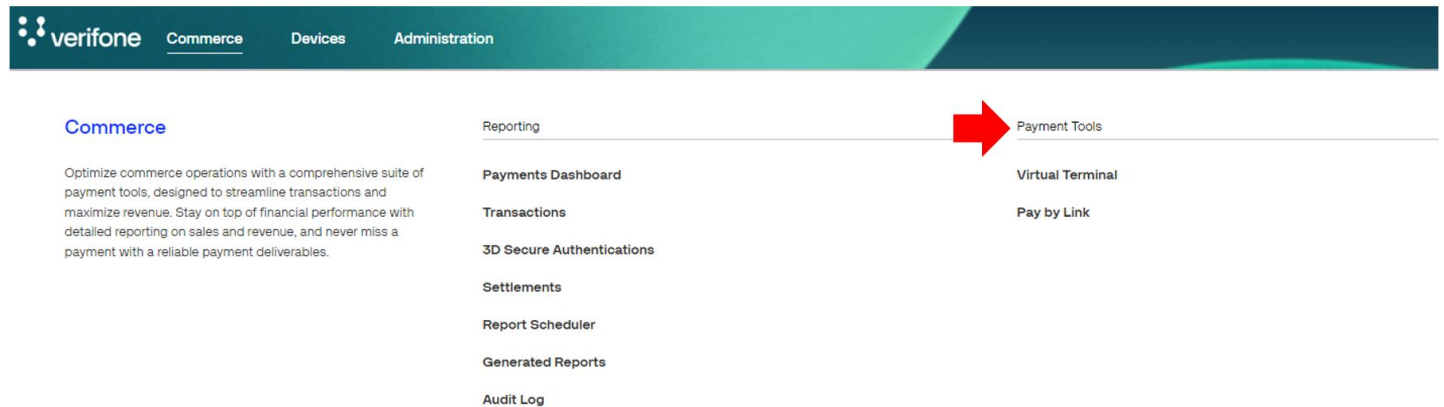 verifone Commerce Devices Administration
Commerce
Optimize commerce operations with a comprehensive suite of
payment tools, designed to streamline transactions and
maximize revenue. Stay on top of financial performance with
detailed reporting on sales and revenue, and never miss a
payment with a reliable payment deliverables.
Reporting
Payments Dashboard
Transactions
3D Secure Authentications
Settlements
Report Scheduler
Generated Reports
Audit Log
Payment Tools
Virtual Terminal
Pay by Link